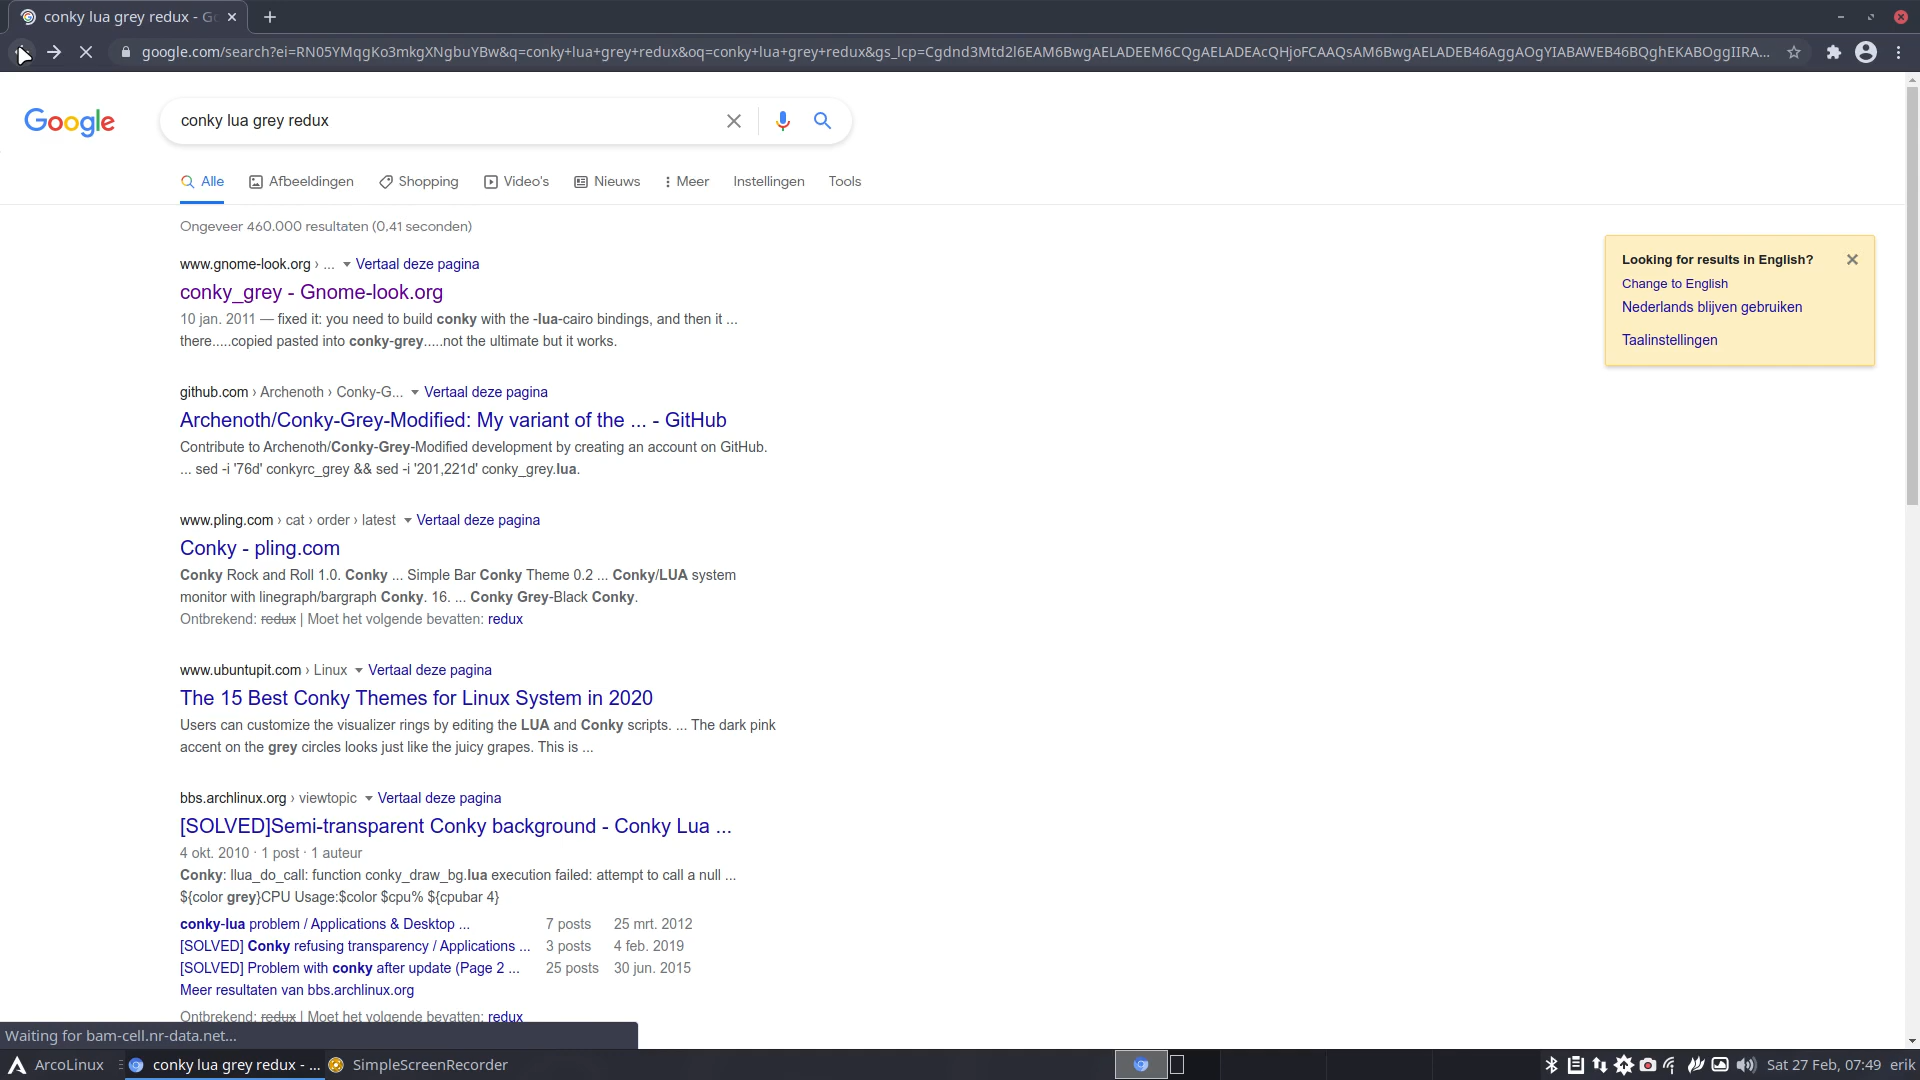 conky lua grey redux - G
google.com/search?ei=RN05YMqgKo3mkgXNgbuYBw&q=conky+lua+grey+redux&oq=conky+lua+grey+redux&gs_lcp=Cgdnd3Mtd2l6EAM6BwgAELADEEM6CQgAELADEAcQHjoFCAAQsAM6BwgAELADEB46AggAOgYIABAWEB46BQghEKABOggIIRA...
Google
conky lua grey redux
Alle Afbeeldingen Shopping Video's Nieuws Meer Instellingen Tools
Ongeveer 460.000 resultaten (0,41 seconden)
www.gnome-look.org › ... Vertaal deze pagina
conky_grey - Gnome-look.org
10 jan. 2011 — fixed it: you need to build conky with the -lua-cairo bindings, and then it ...
there.....copied pasted into conky-grey.....not the ultimate but it works.
github.com › Archenoth › Conky-G... Vertaal deze pagina
Archenoth/Conky-Grey-Modified: My variant of the ... - GitHub
Contribute to Archenoth/Conky-Grey-Modified development by creating an account on GitHub.
... sed -i '76d' conkyrc_grey && sed -i '201,221d' conky_grey.lua.
www.pling.com › cat › order › latest Vertaal deze pagina
Conky - pling.com
Conky Rock and Roll 1.0. Conky ... Simple Bar Conky Theme 0.2 ... Conky/LUA system
monitor with linegraph/bargraph Conky. 16. ... Conky Grey-Black Conky.
Ontbrekend: redux | Moet het volgende bevatten: redux
www.ubuntupit.com › Linux Vertaal deze pagina
The 15 Best Conky Themes for Linux System in 2020
Users can customize the visualizer rings by editing the LUA and Conky scripts. ... The dark pink
accent on the grey circles looks just like the juicy grapes. This is ...
bbs.archlinux.org › viewtopic Vertaal deze pagina
[SOLVED]Semi-transparent Conky background - Conky Lua ...
4 okt. 2010 · 1 post · 1 auteur
Conky: llua_do_call: function conky_draw_bg.lua execution failed: attempt to call a null ...
${color grey}CPU Usage:$color $cpu% ${cpubar 4}
conky-lua problem / Applications & Desktop ... 7 posts 25 mrt. 2012
[SOLVED] Conky refusing transparency / Applications ... 3 posts 4 feb. 2019
[SOLVED] Problem with conky after update (Page 2 ... 25 posts 30 jun. 2015
Meer resultaten van bbs.archlinux.org
Ontbrekend: redux | Moet het volgende bevatten: redux
Looking for results in English?
Change to English
Nederlands blijven gebruiken
Taalinstellingen
Waiting for bam-cell.nr-data.net...
ArcoLinux conky lua grey redux - ... SimpleScreenRecorder Sat 27 Feb, 07:49 erik